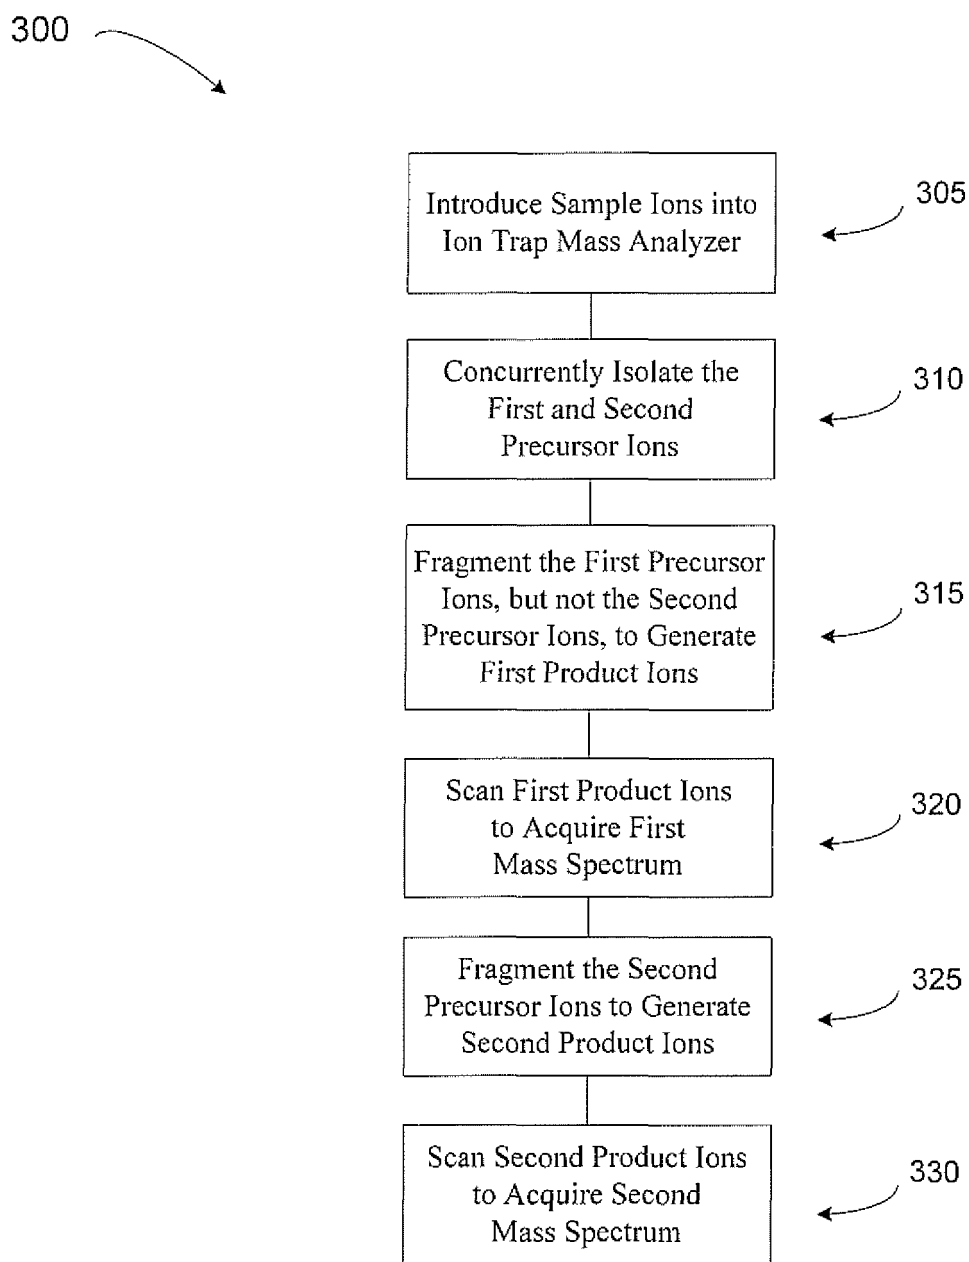 300
Introduce Sample Ions into
Ion Trap Mass Analyzer
305
Concurrently Isolate the
First and Second
Precursor Ions
310
Fragment the First Precursor
Ions, but not the Second
Precursor Ions, to Generate
First Product Ions
315
Scan First Product Ions
to Acquire First
Mass Spectrum
320
Fragment the Second
Precursor Ions to Generate
Second Product Ions
325
Scan Second Product Ions
to Acquire Second
Mass Spectrum
330